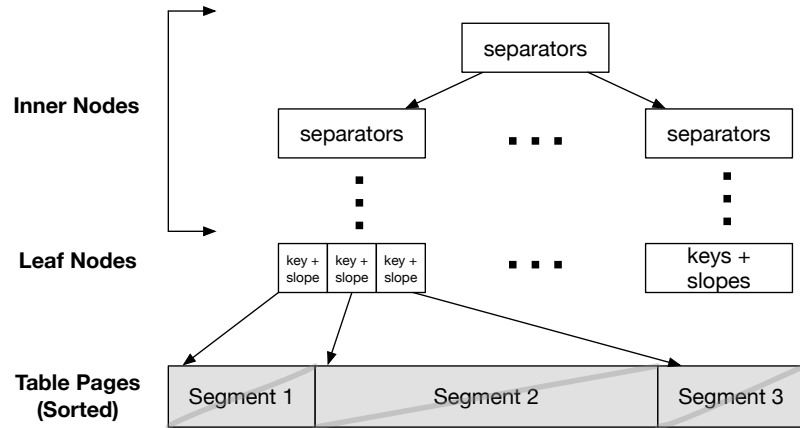 separators
Inner Nodes
separators
separators
Leaf Nodes
key +
slope
key +
slope
key +
slope
keys +
slopes
Table Pages
(Sorted)
Segment 1
Segment 2
Segment 3